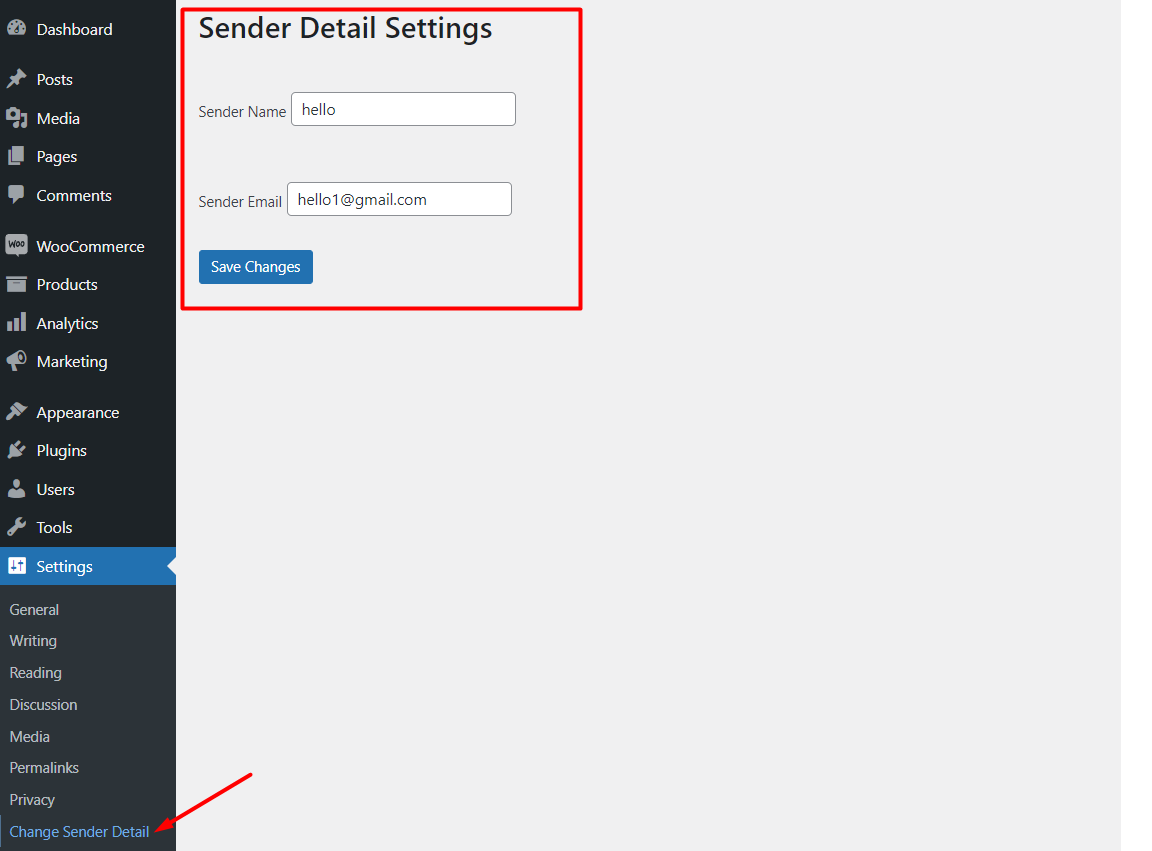 Dashboard
Posts
Media
Pages
Comments
Woo WooCommerce
Products
Analytics
Marketing
Appearance
Plugins
Users
Tools
Settings
General
Writing
Reading
Discussion
Media
Permalinks
Privacy
Change Sender Detail
Sender Detail Settings
Sender Name hello
Sender Email hello1@gmail.com
Save Changes